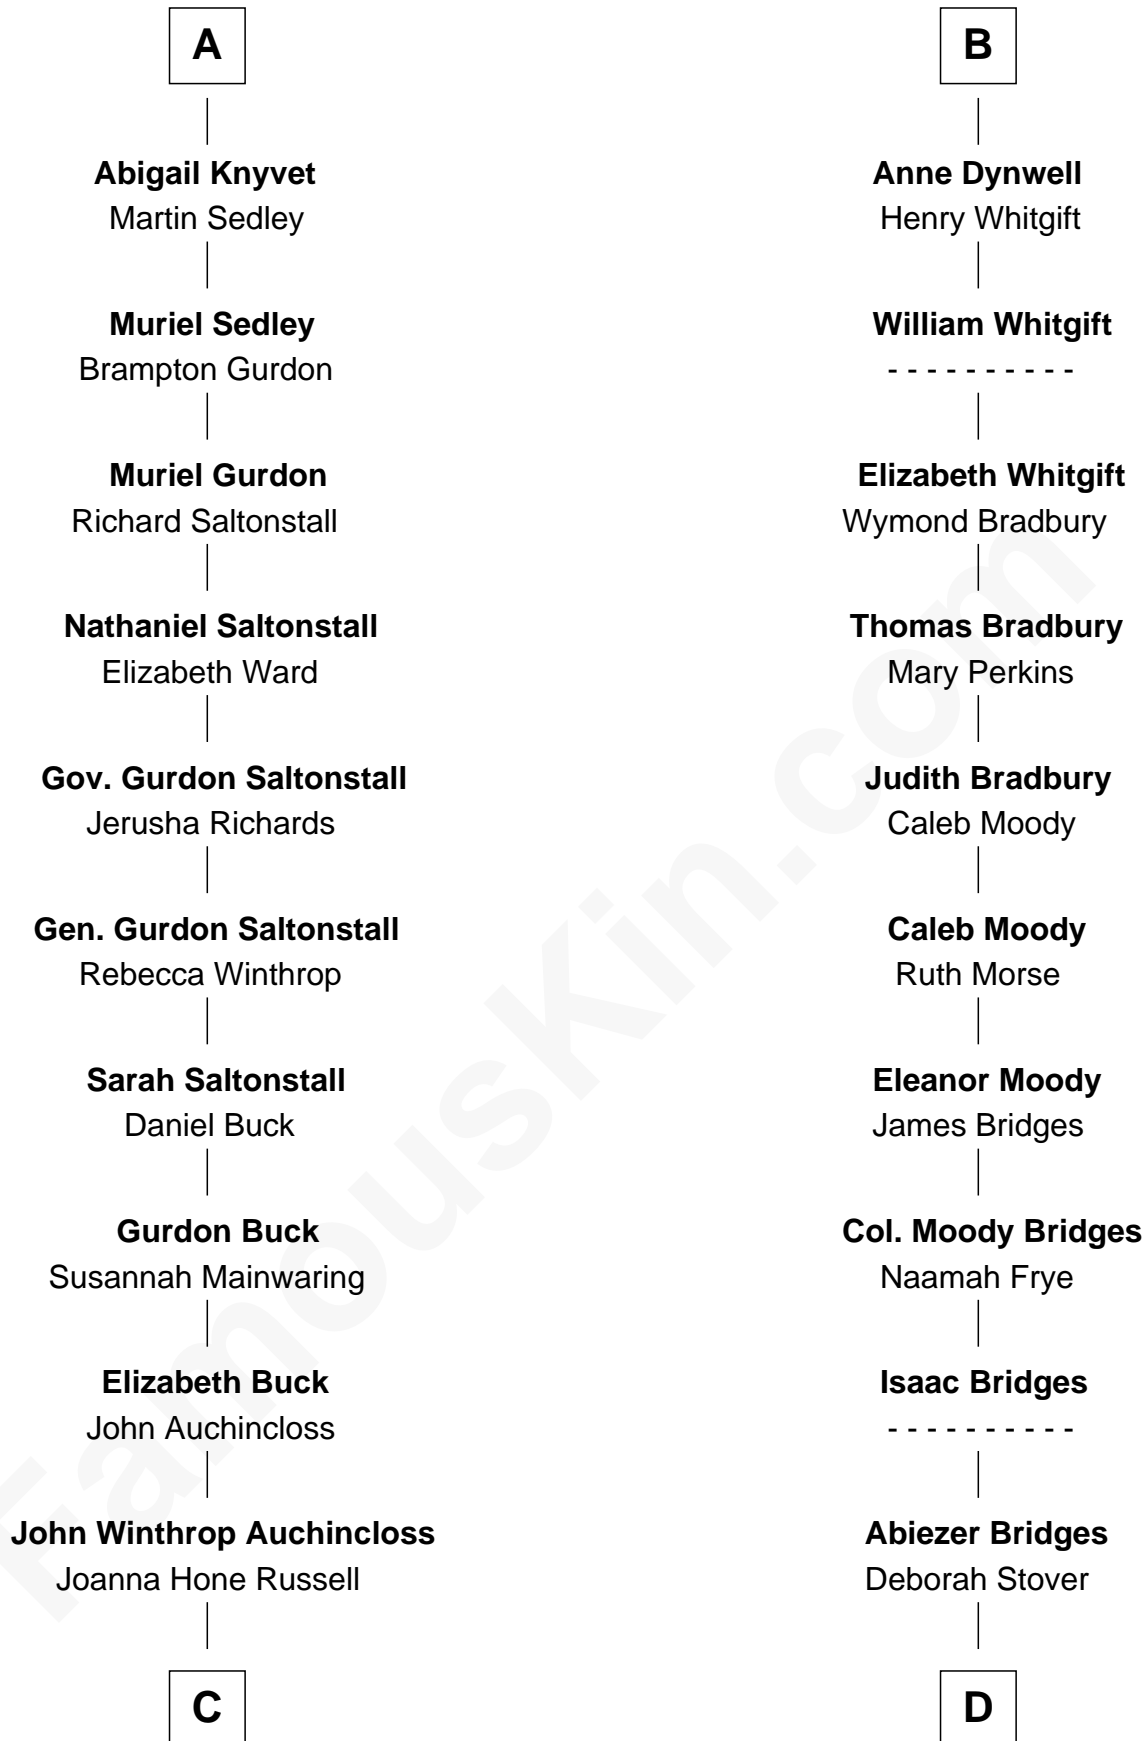 A
Abigail Knyvet
Martin Sedley
Muriel Sedley
Brampton Gurdon
Muriel Gurdon
Richard Saltonstall
Nathaniel Saltonstall
Elizabeth Ward
Gov. Gurdon Saltonstall
Jerusha Richards
Gen. Gurdon Saltonstall
Rebecca Winthrop
Sarah Saltonstall
Daniel Buck
Gurdon Buck
Susannah Mainwaring
Elizabeth Buck
John Auchincloss
John Winthrop Auchincloss
Joanna Hone Russell
C
B
Anne Dynwell
Henry Whitgift
William Whitgift
- - - - - - - - - -
Elizabeth Whitgift
Wymond Bradbury
Thomas Bradbury
Mary Perkins
Judith Bradbury
Caleb Moody
Caleb Moody
Ruth Morse
Eleanor Moody
James Bridges
Col. Moody Bridges
Naamah Frye
Isaac Bridges
- - - - - - - - - -
Abiezer Bridges
Deborah Stover
D
FamousKin.com